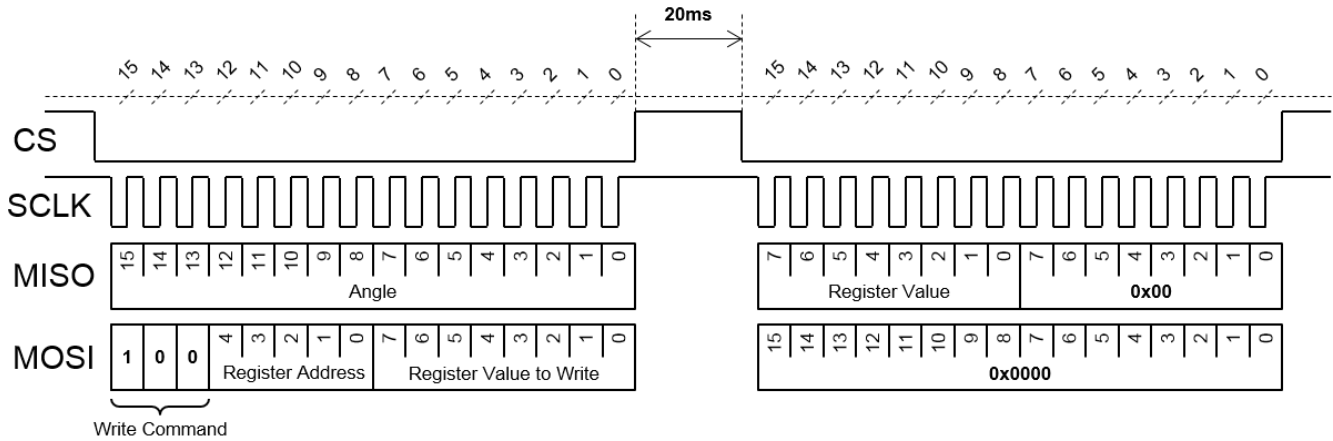 20ms
15 14 13 12 11 10 9 8 7 6 5 4 3 2 1 0 15 14 13 12 11 10 9 8 7 6 5 4 3 2 1 0
CS
SCLK
MISO
15 14 13 12 11 10 9 8 7 6 5 4 3 2 1 0 7 6 5 4 3 2 1 0 7 6 5 4 3 2 1 0
Angle Register Value 0x00
MOSI
1 0 0 4 3 2 1 0 7 6 5 4 3 2 1 0 15 14 13 12 11 10 9 8 7 6 5 4 3 2 1 0
Register Address Register Value to Write 0x0000
Write Command